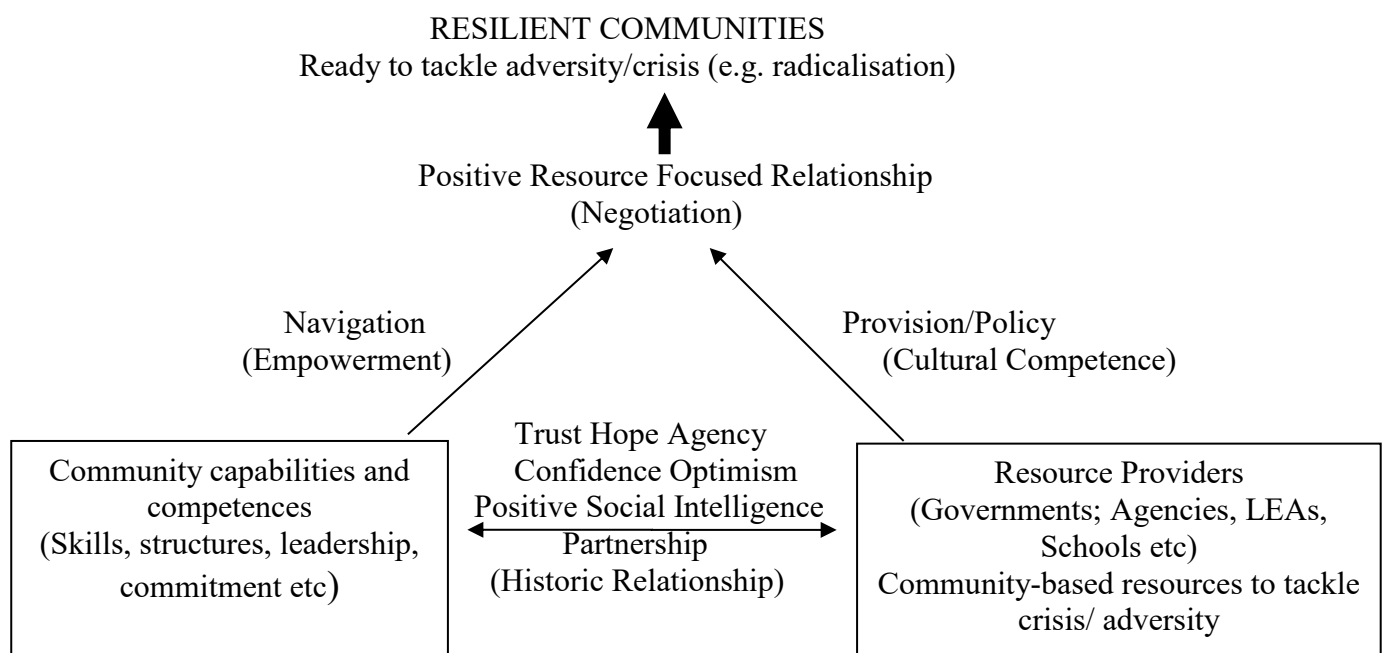 RESILIENT COMMUNITIES
Ready to tackle adversity/crisis (e.g. radicalisation)
Positive Resource Focused Relationship
(Negotiation)
Navigation
(Empowerment)
Provision/Policy
(Cultural Competence)
Community capabilities and
competences
(Skills, structures, leadership,
commitment etc)
Trust Hope Agency
Confidence Optimism
Positive Social Intelligence
Partnership
(Historic Relationship)
Resource Providers
(Governments; Agencies, LEAs,
Schools etc)
Community-based resources to tackle
crisis/ adversity